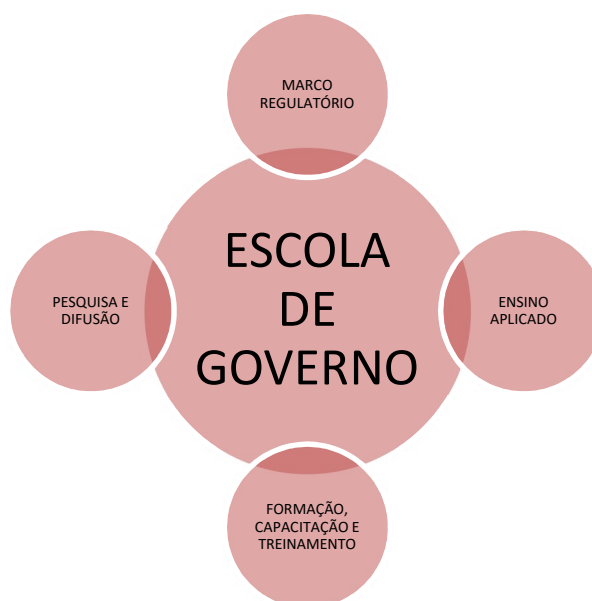 MARCO
REGULATÓRIO
ESCOLA
DE
GOVERNO
PESQUISA E
DIFUSÃO
ENSINO
APLICADO
FORMAÇÃO,
CAPACITAÇÃO E
TREINAMENTO